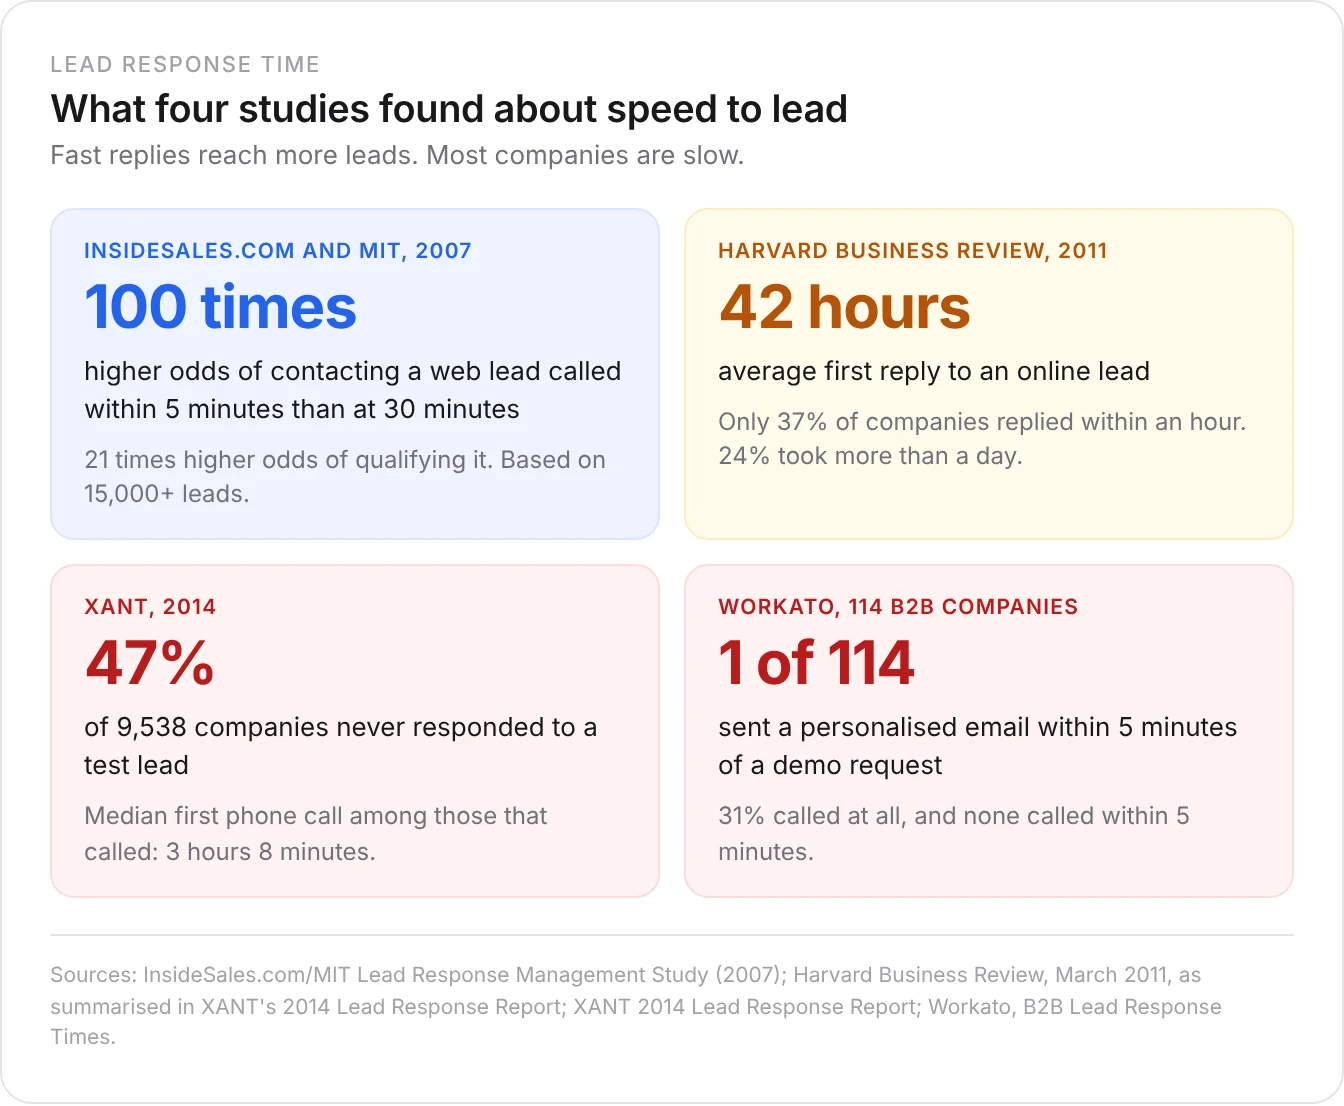 LEAD RESPONSE TIME
What four studies found about speed to lead
Fast replies reach more leads. Most companies are slow.
INSIDESALES.COM AND MIT, 2007
100 times
higher odds of contacting a web lead called
within 5 minutes than at 30 minutes
21 times higher odds of qualifying it. Based on
15,000+ leads.
HARVARD BUSINESS REVIEW, 2011
42 hours
average first reply to an online lead
Only 37% of companies replied within an hour.
24% took more than a day.
XANT, 2014
47%
of 9,538 companies never responded to a
test lead
Median first phone call among those that
called: 3 hours 8 minutes.
WORKATO, 114 B2B COMPANIES
1 of 114
sent a personalised email within 5 minutes
of a demo request
31% called at all, and none called within 5
minutes.
Sources: InsideSales.com/MIT Lead Response Management Study (2007); Harvard Business Review, March 2011, as
summarised in XANT's 2014 Lead Response Report; XANT 2014 Lead Response Report; Workato, B2B Lead Response
Times.